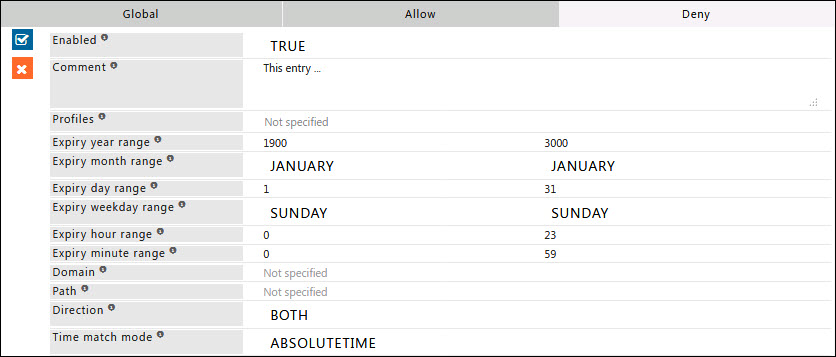 Global Allow Deny
Enabled TRUE
Comment This entry ...
Profiles Not specified
Expiry year range 1900 3000
Expiry month range JANUARY JANUARY
Expiry day range 1 31
Expiry weekday range SUNDAY SUNDAY
Expiry hour range 0 23
Expiry minute range 0 59
Domain Not specified
Path Not specified
Direction BOTH
Time match mode ABSOLUTETIME